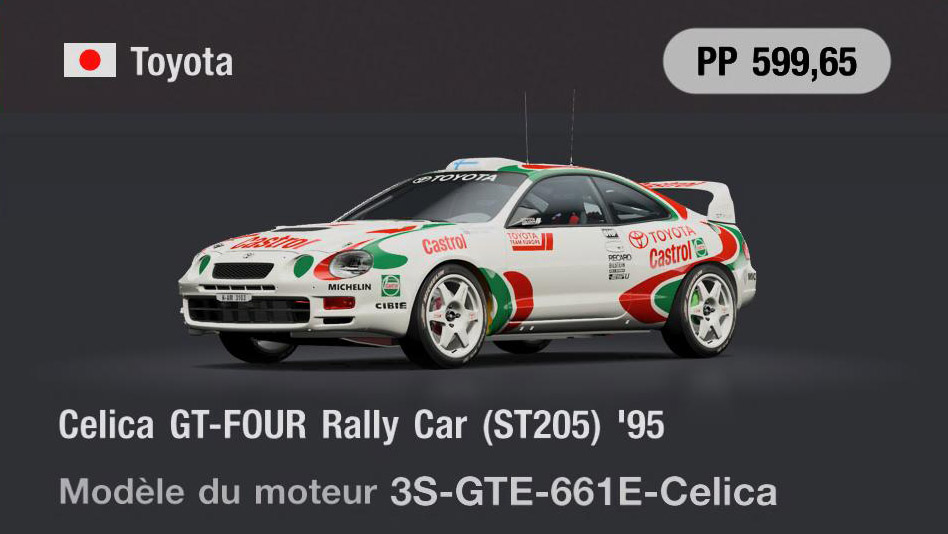 Toyota
PP 599,65
TOYOTA
Castrol
Castrol
TOYOTA
TEAM EUROPE
TOYOTA
Castrol
Castrol
RECARO
MICHELIN
CIBIE
Celica GT-FOUR Rally Car (ST205) '95
Modèle du moteur 3S-GTE-661E-Celica